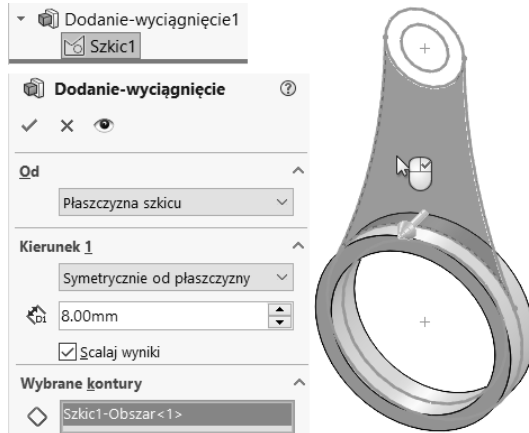 Dodanie-wyciągnięcie1
Szkic1
Dodanie-wyciągnięcie
Od
Płaszczyzna szkicu
Kierunek 1
Symetrycznie od płaszczyzny
D1
8.00mm
Scalaj wyniki
Wybrane kontury
Szkic1-Obszar<1>